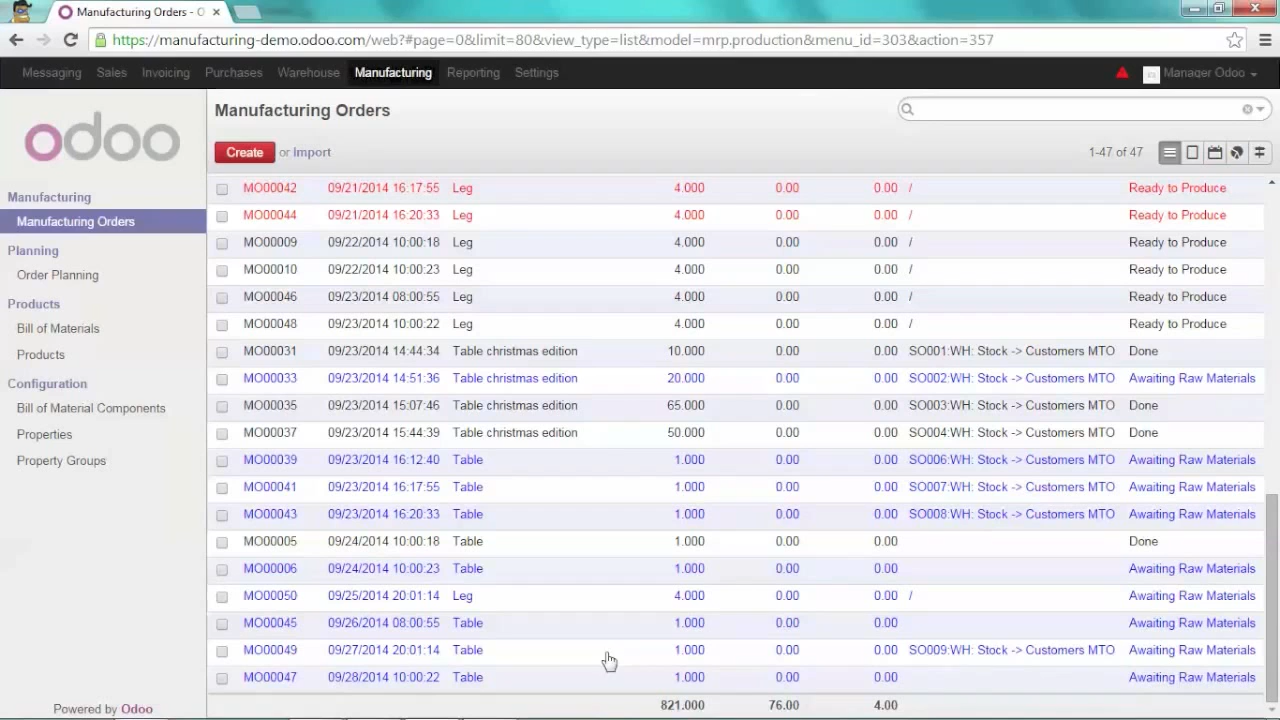 Manufacturing Orders - O
https://manufacturing-demo.odoo.com/web?#page=0&limit=80&view_type=list&model=mrp.production&menu_id=303&action=357
Messaging Sales Invoicing Purchases Warehouse Manufacturing Reporting Settings Manager Odoo
odoo
Manufacturing
Manufacturing Orders
Planning
Order Planning
Products
Bill of Materials
Products
Configuration
Bill of Material Components
Properties
Property Groups
Powered by Odoo
Manufacturing Orders
Create or Import 1-47 of 47
MO00042 09/21/2014 16:17:55 Leg 4.000 0.00 0.00 / Ready to Produce
MO00044 09/21/2014 16:20:33 Leg 4.000 0.00 0.00 / Ready to Produce
MO00009 09/22/2014 10:00:18 Leg 4.000 0.00 0.00 / Ready to Produce
MO00010 09/22/2014 10:00:23 Leg 4.000 0.00 0.00 / Ready to Produce
MO00046 09/23/2014 08:00:55 Leg 4.000 0.00 0.00 / Ready to Produce
MO00048 09/23/2014 10:00:22 Leg 4.000 0.00 0.00 / Ready to Produce
MO00031 09/23/2014 14:44:34 Table christmas edition 10.000 0.00 0.00 SO001:WH: Stock -> Customers MTO Done
MO00033 09/23/2014 14:51:36 Table christmas edition 20.000 0.00 0.00 SO002:WH: Stock -> Customers MTO Awaiting Raw Materials
MO00035 09/23/2014 15:07:46 Table christmas edition 65.000 0.00 0.00 SO003:WH: Stock -> Customers MTO Done
MO00037 09/23/2014 15:44:39 Table christmas edition 50.000 0.00 0.00 SO004:WH: Stock -> Customers MTO Done
MO00039 09/23/2014 16:12:40 Table 1.000 0.00 0.00 SO006:WH: Stock -> Customers MTO Awaiting Raw Materials
MO00041 09/23/2014 16:17:55 Table 1.000 0.00 0.00 SO007:WH: Stock -> Customers MTO Awaiting Raw Materials
MO00043 09/23/2014 16:20:33 Table 1.000 0.00 0.00 SO008:WH: Stock -> Customers MTO Awaiting Raw Materials
MO00005 09/24/2014 10:00:18 Table 1.000 0.00 0.00 Done
MO00006 09/24/2014 10:00:23 Table 1.000 0.00 0.00 Awaiting Raw Materials
MO00050 09/25/2014 20:01:14 Leg 4.000 0.00 0.00 / Awaiting Raw Materials
MO00045 09/26/2014 08:00:55 Table 1.000 0.00 0.00 Awaiting Raw Materials
MO00049 09/27/2014 20:01:14 Table 1.000 0.00 0.00 SO009:WH: Stock -> Customers MTO Awaiting Raw Materials
MO00047 09/28/2014 10:00:22 Table 1.000 0.00 0.00 Awaiting Raw Materials
821.000 76.00 4.00